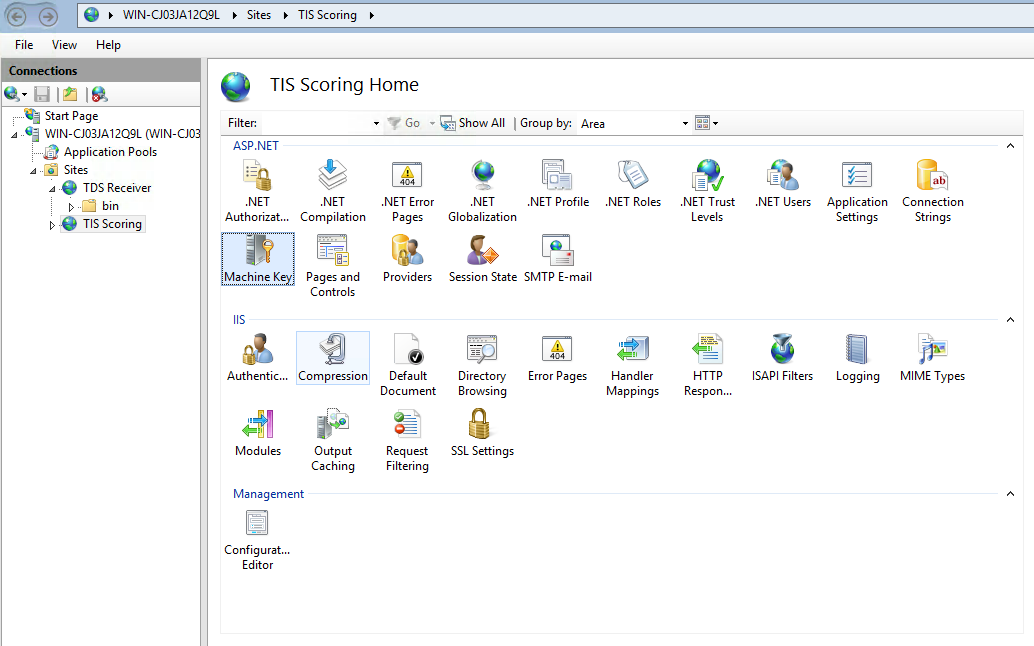 WIN-CJ03JA12Q9L Sites TIS Scoring
File View Help
Connections
Start Page
WIN-CJ03JA12Q9L (WIN-CJ03
Application Pools
Sites
TDS Receiver
bin
TIS Scoring
TIS Scoring Home
Filter: Go Show All Group by: Area
ASP.NET
.NET Authorizat...
.NET Compilation
.NET Error Pages
.NET Globalization
.NET Profile
.NET Roles
.NET Trust Levels
.NET Users
Application Settings
Connection Strings
Machine Key
Pages and Controls
Providers
Session State
SMTP E-mail
IIS
Authentic...
Compression
Default Document
Directory Browsing
Error Pages
Handler Mappings
HTTP Respon...
ISAPI Filters
Logging
MIME Types
Modules
Output Caching
Request Filtering
SSL Settings
Management
Configurat... Editor